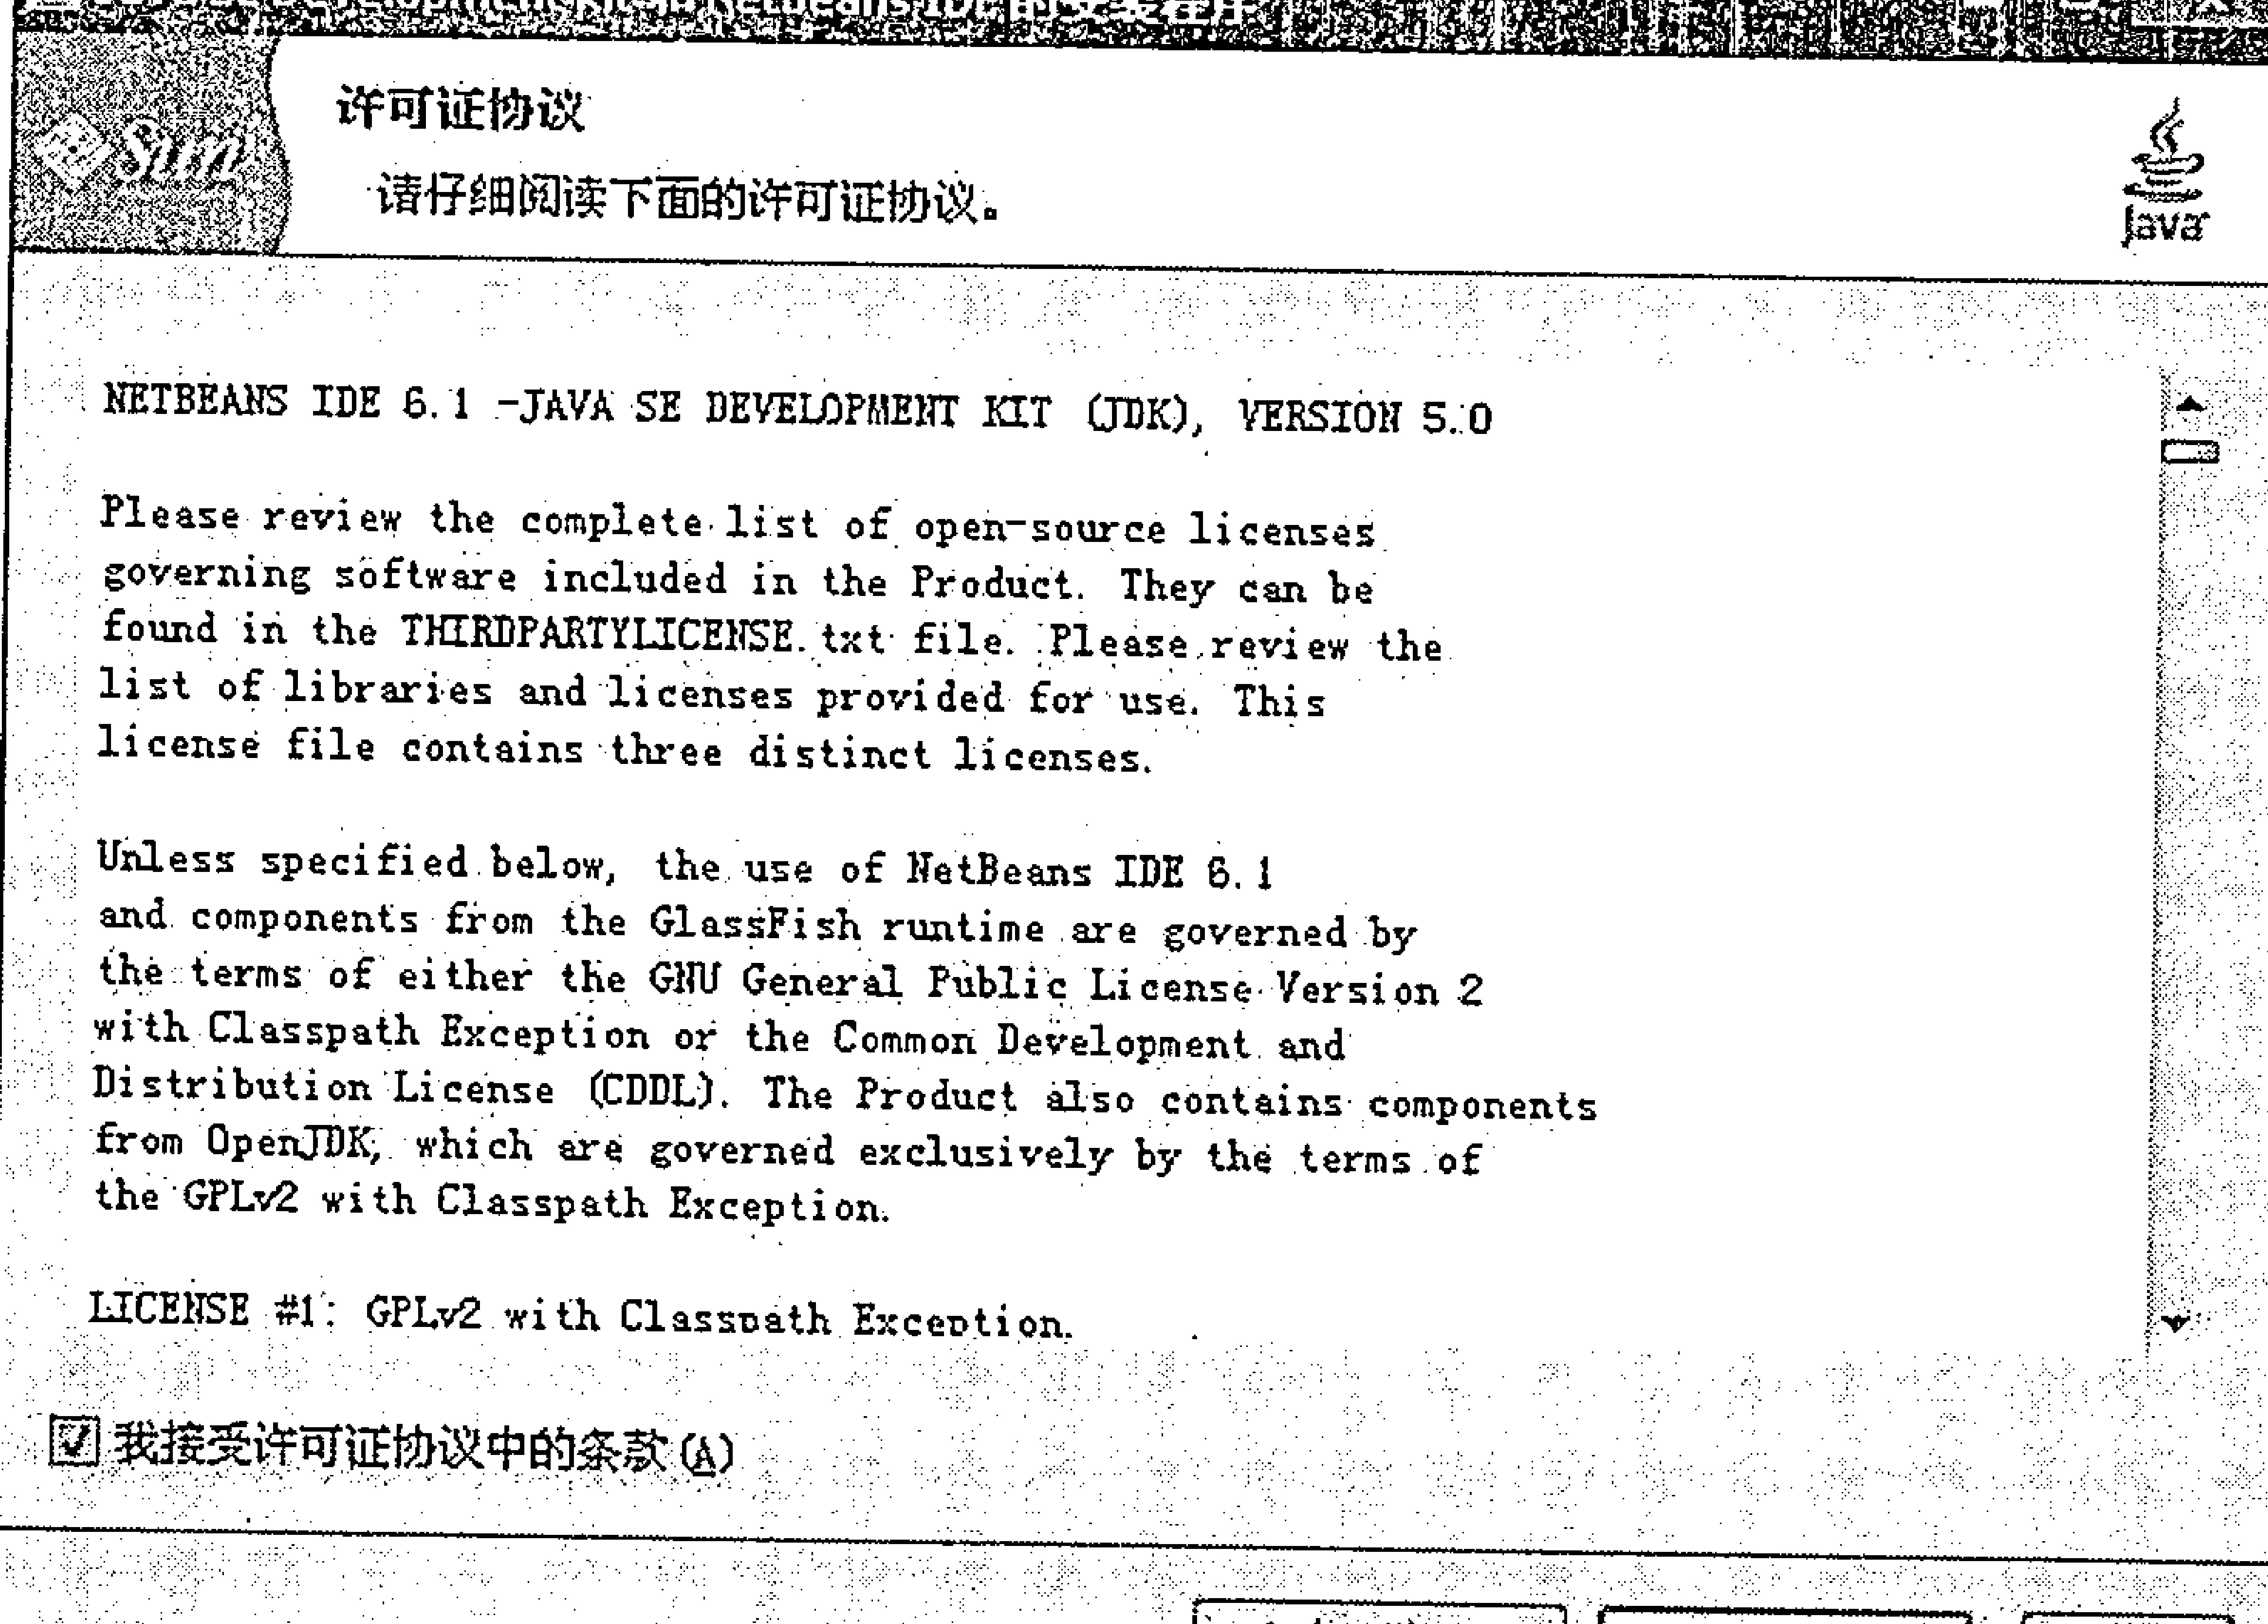 NetBeans IDE 的安装程序
Sun
许可证协议
请仔细阅读下面的许可证协议。
Java
NETBEANS IDE 6.1 -JAVA SE DEVELOPMENT KIT (JDK), VERSION 5.0
Please review the complete list of open-source licenses
governing software included in the Product. They can be
found in the THIRDPARTYLICENSE.txt file. Please review the
list of libraries and licenses provided for use. This
license file contains three distinct licenses.
Unless specified below, the use of NetBeans IDE 6.1
and components from the GlassFish runtime are governed by
the terms of either the GNU General Public License Version 2
with Classpath Exception or the Common Development and
Distribution License (CDDL). The Product also contains components
from OpenJDK, which are governed exclusively by the terms of
the GPLv2 with Classpath Exception.
LICENSE #1: GPLv2 with Classpath Exception.
我接受许可证协议中的条款(A)